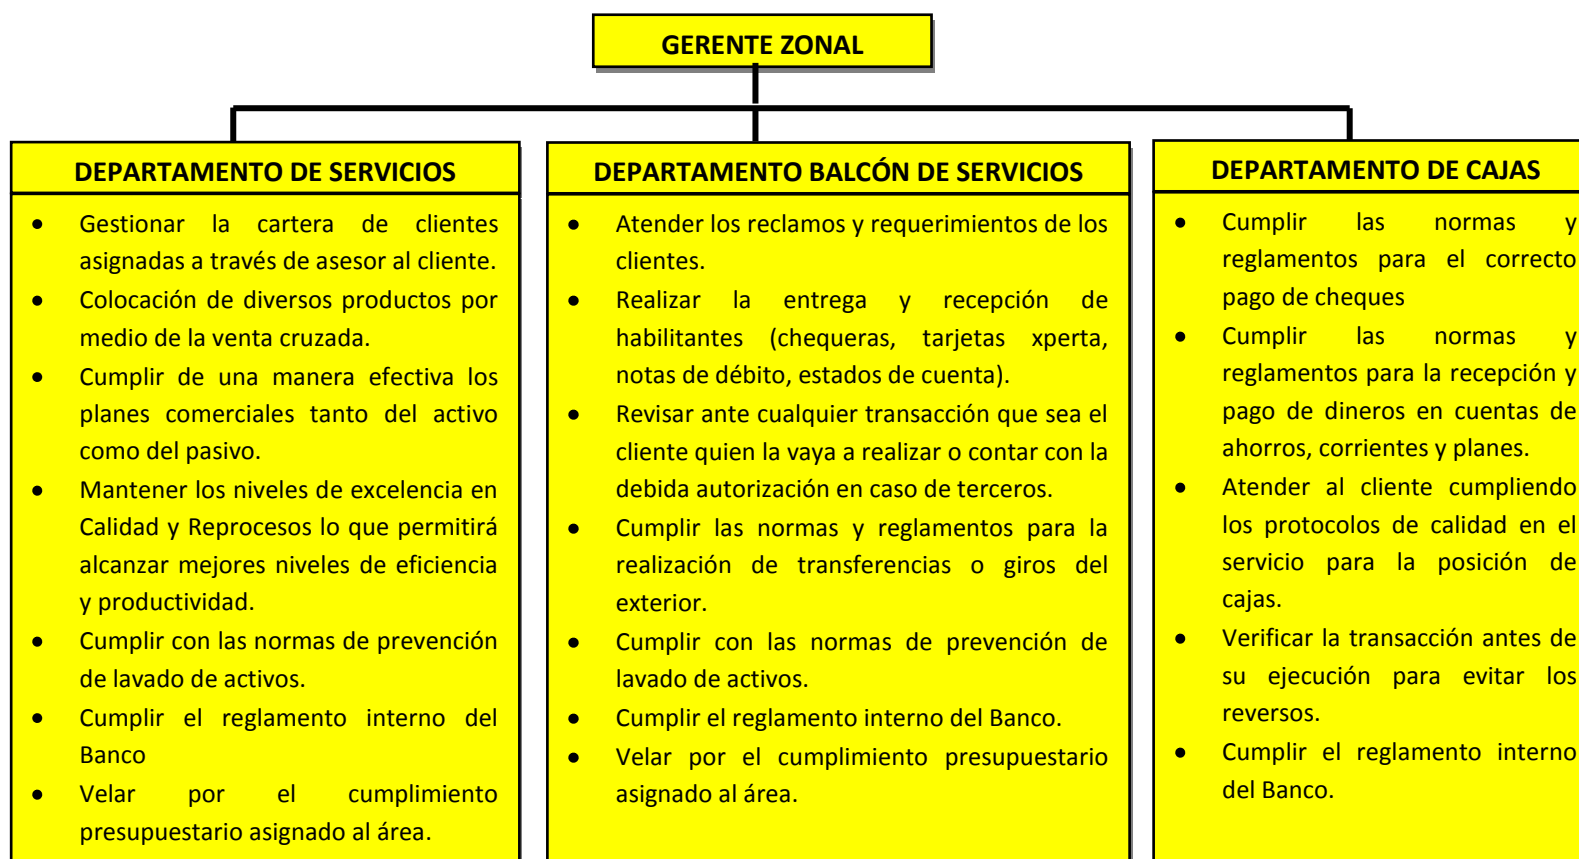 GERENTE ZONAL
DEPARTAMENTO DE SERVICIOS
• Gestionar la cartera de clientes
asignadas a través de asesor al cliente.
• Colocación de diversos productos por
medio de la venta cruzada.
• Cumplir de una manera efectiva los
planes comerciales tanto del activo
como del pasivo.
• Mantener los niveles de excelencia en
Calidad y Reprocesos lo que permitirá
alcanzar mejores niveles de eficiencia
y productividad.
• Cumplir con las normas de prevención
de lavado de activos.
• Cumplir el reglamento interno del
Banco
• Velar por el cumplimiento
presupuestario asignado al área.
DEPARTAMENTO BALCÓN DE SERVICIOS
• Atender los reclamos y requerimientos de los
clientes.
• Realizar la entrega y recepción de
habilitantes (chequeras, tarjetas xperta,
notas de débito, estados de cuenta).
• Revisar ante cualquier transacción que sea el
cliente quien la vaya a realizar o contar con la
debida autorización en caso de terceros.
• Cumplir las normas y reglamentos para la
realización de transferencias o giros del
exterior.
• Cumplir con las normas de prevención de
lavado de activos.
• Cumplir el reglamento interno del Banco.
• Velar por el cumplimiento presupuestario
asignado al área.
DEPARTAMENTO DE CAJAS
• Cumplir las normas y
reglamentos para el correcto
pago de cheques
• Cumplir las normas y
reglamentos para la recepción y
pago de dineros en cuentas de
ahorros, corrientes y planes.
• Atender al cliente cumpliendo
los protocolos de calidad en el
servicio para la posición de
cajas.
• Verificar la transacción antes de
su ejecución para evitar los
reversos.
• Cumplir el reglamento interno
del Banco.